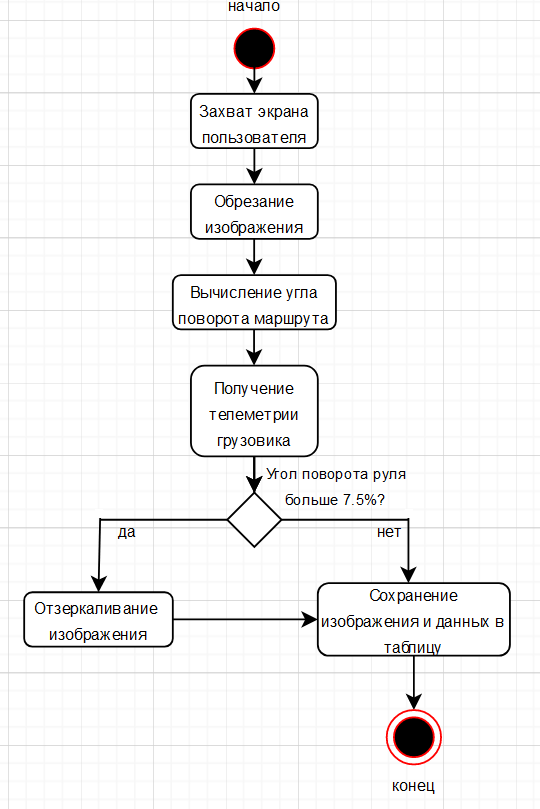 начало
Захват экрана
пользователя
Обрезание
изображения
Вычисление угла
поворота маршрута
Получение
телеметрии
грузовика
Угол поворота руля
больше 7.5%?
да
нет
Отзеркаливание
изображения
Сохранение
изображения и данных в
таблицу
конец